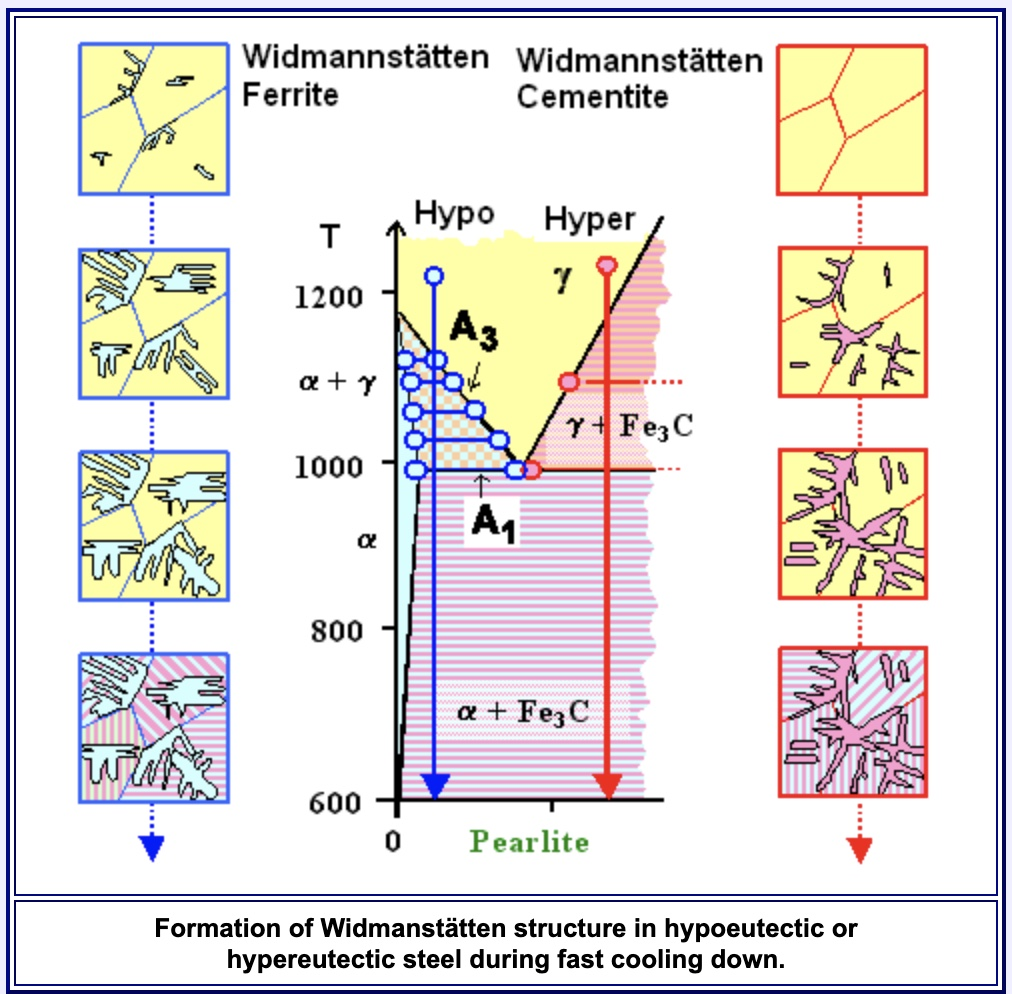 Widmannstätten
Ferrite
Widmannstätten
Cementite
Hypo
Hyper
T
γ
1200
A₃
α + γ
γ + Fe₃C
1000
A₁
α
800
α + Fe₃C
600
0
Pearlite
Formation of Widmanstätten structure in hypoeutectic or
hypereutectic steel during fast cooling down.